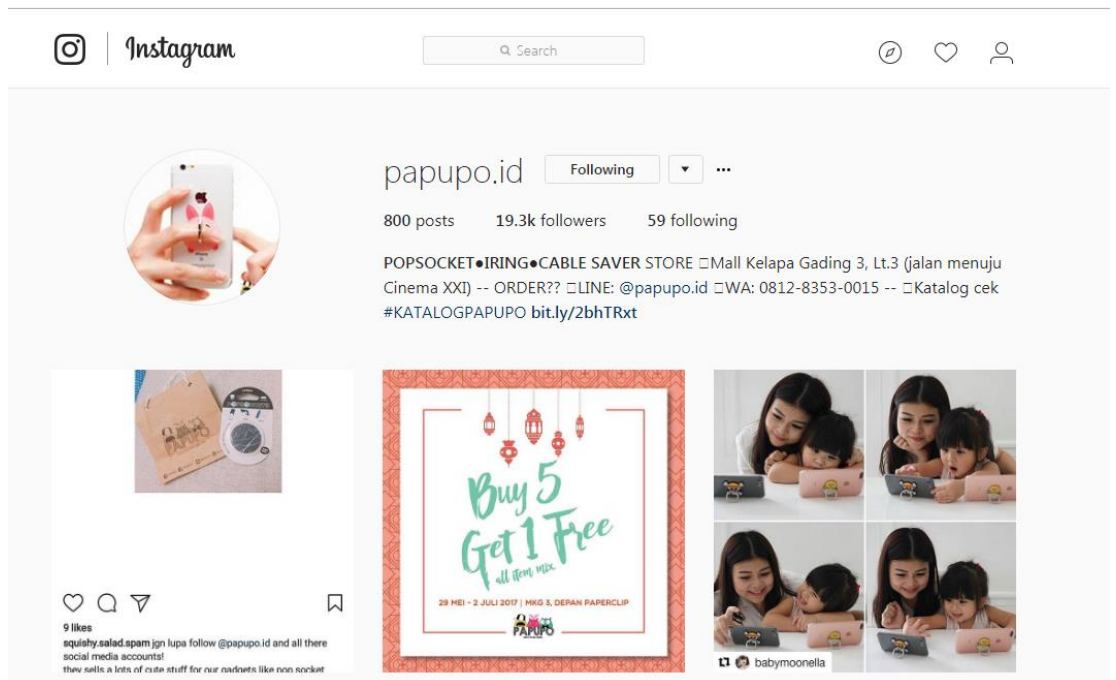 Instagram
Search
papupo.id Following
800 posts 19.3k followers 59 following
POPSOCKET●IRING●CABLE SAVER STORE □Mall Kelapa Gading 3, Lt.3 (jalan menuju
Cinema XXI) -- ORDER?? □LINE: @papupo.id □WA: 0812-8353-0015 -- □Katalog cek
#KATALOGPAPUPO bit.ly/2bhTRxt
9 likes
squishy.salad.spam jgn lupa follow @papupo.id and all there
social media accounts!
they sells a lots of cute stuff for our gadgets like pop socket
Buy 5
Get 1 Free
all item mix
29 MEI - 2 JULI 2017 | MKG 3, DEPAN PAPERCLIP
PAPUPO
babymoonella